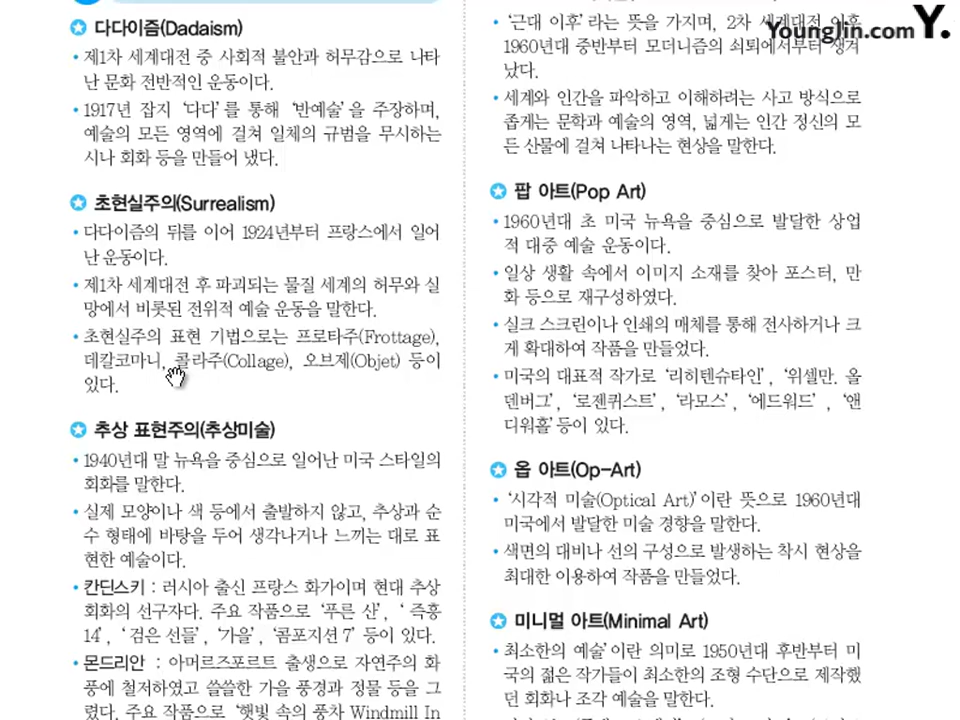 다다이즘(Dadaism)
• 제1차 세계대전 중 사회적 불안과 허무감으로 나타
난 문화 전반적인 운동이다.
• 1917년 잡지 ‘다다’를 통해 ‘반예술’을 주장하며,
예술의 모든 영역에 걸쳐 일체의 규범을 무시하는
시나 회화 등을 만들어 냈다.
초현실주의(Surrealism)
• 다다이즘의 뒤를 이어 1924년부터 프랑스에서 일어
난 운동이다.
• 제1차 세계대전 후 파괴되는 물질 세계의 허무와 실
망에서 비롯된 전위적 예술 운동을 말한다.
• 초현실주의 표현 기법으로는 프로타주(Frottage),
데칼코마니, 콜라주(Collage), 오브제(Objet) 등이
있다.
추상 표현주의(추상미술)
• 1940년대 말 뉴욕을 중심으로 일어난 미국 스타일의
회화를 말한다.
• 실제 모양이나 색 등에서 출발하지 않고, 추상과 순
수 형태에 바탕을 두어 생각나거나 느끼는 대로 표
현한 예술이다.
• 칸딘스키 : 러시아 출신 프랑스 화가이며 현대 추상
회화의 선구자다. 주요 작품으로 ‘푸른 산’, ‘ 즉흥
14’, ‘검은 선들’, ‘가을’, ‘콤포지션 7’ 등이 있다.
• 몬드리안 : 아머르즈포르트 출생으로 자연주의 화
풍에 철저하였고 쓸쓸한 가을 풍경과 정물 등을 그
렸다. 주요 작품으로 ‘햇빛 속의 풍차 Windmill In
YoungJin.com Y.
• ‘근대 이후’라는 뜻을 가지며, 2차 세계대전 이후
1960년대 중반부터 모더니즘의 쇠퇴에서부터 생겨
났다.
• 세계와 인간을 파악하고 이해하려는 사고 방식으로
좁게는 문학과 예술의 영역, 넓게는 인간 정신의 모
든 산물에 걸쳐 나타나는 현상을 말한다.
팝 아트(Pop Art)
• 1960년대 초 미국 뉴욕을 중심으로 발달한 상업
적 대중 예술 운동이다.
• 일상 생활 속에서 이미지 소재를 찾아 포스터, 만
화 등으로 재구성하였다.
• 실크 스크린이나 인쇄의 매체를 통해 전사하거나 크
게 확대하여 작품을 만들었다.
• 미국의 대표적 작가로 ‘리히텐슈타인’, ‘위셀만. 올
덴버그’, ‘로젠퀴스트’, ‘라모스’, ‘에드워드’ , ‘앤
디워홀’ 등이 있다.
옵 아트(Op-Art)
• ‘시각적 미술(Optical Art)’이란 뜻으로 1960년대
미국에서 발달한 미술 경향을 말한다.
• 색면의 대비나 선의 구성으로 발생하는 착시 현상을
최대한 이용하여 작품을 만들었다.
미니멀 아트(Minimal Art)
• ‘최소한의 예술’이란 의미로 1950년대 후반부터 미
국의 젊은 작가들이 최소한의 조형 수단으로 제작했
던 회화나 조각 예술을 말한다.